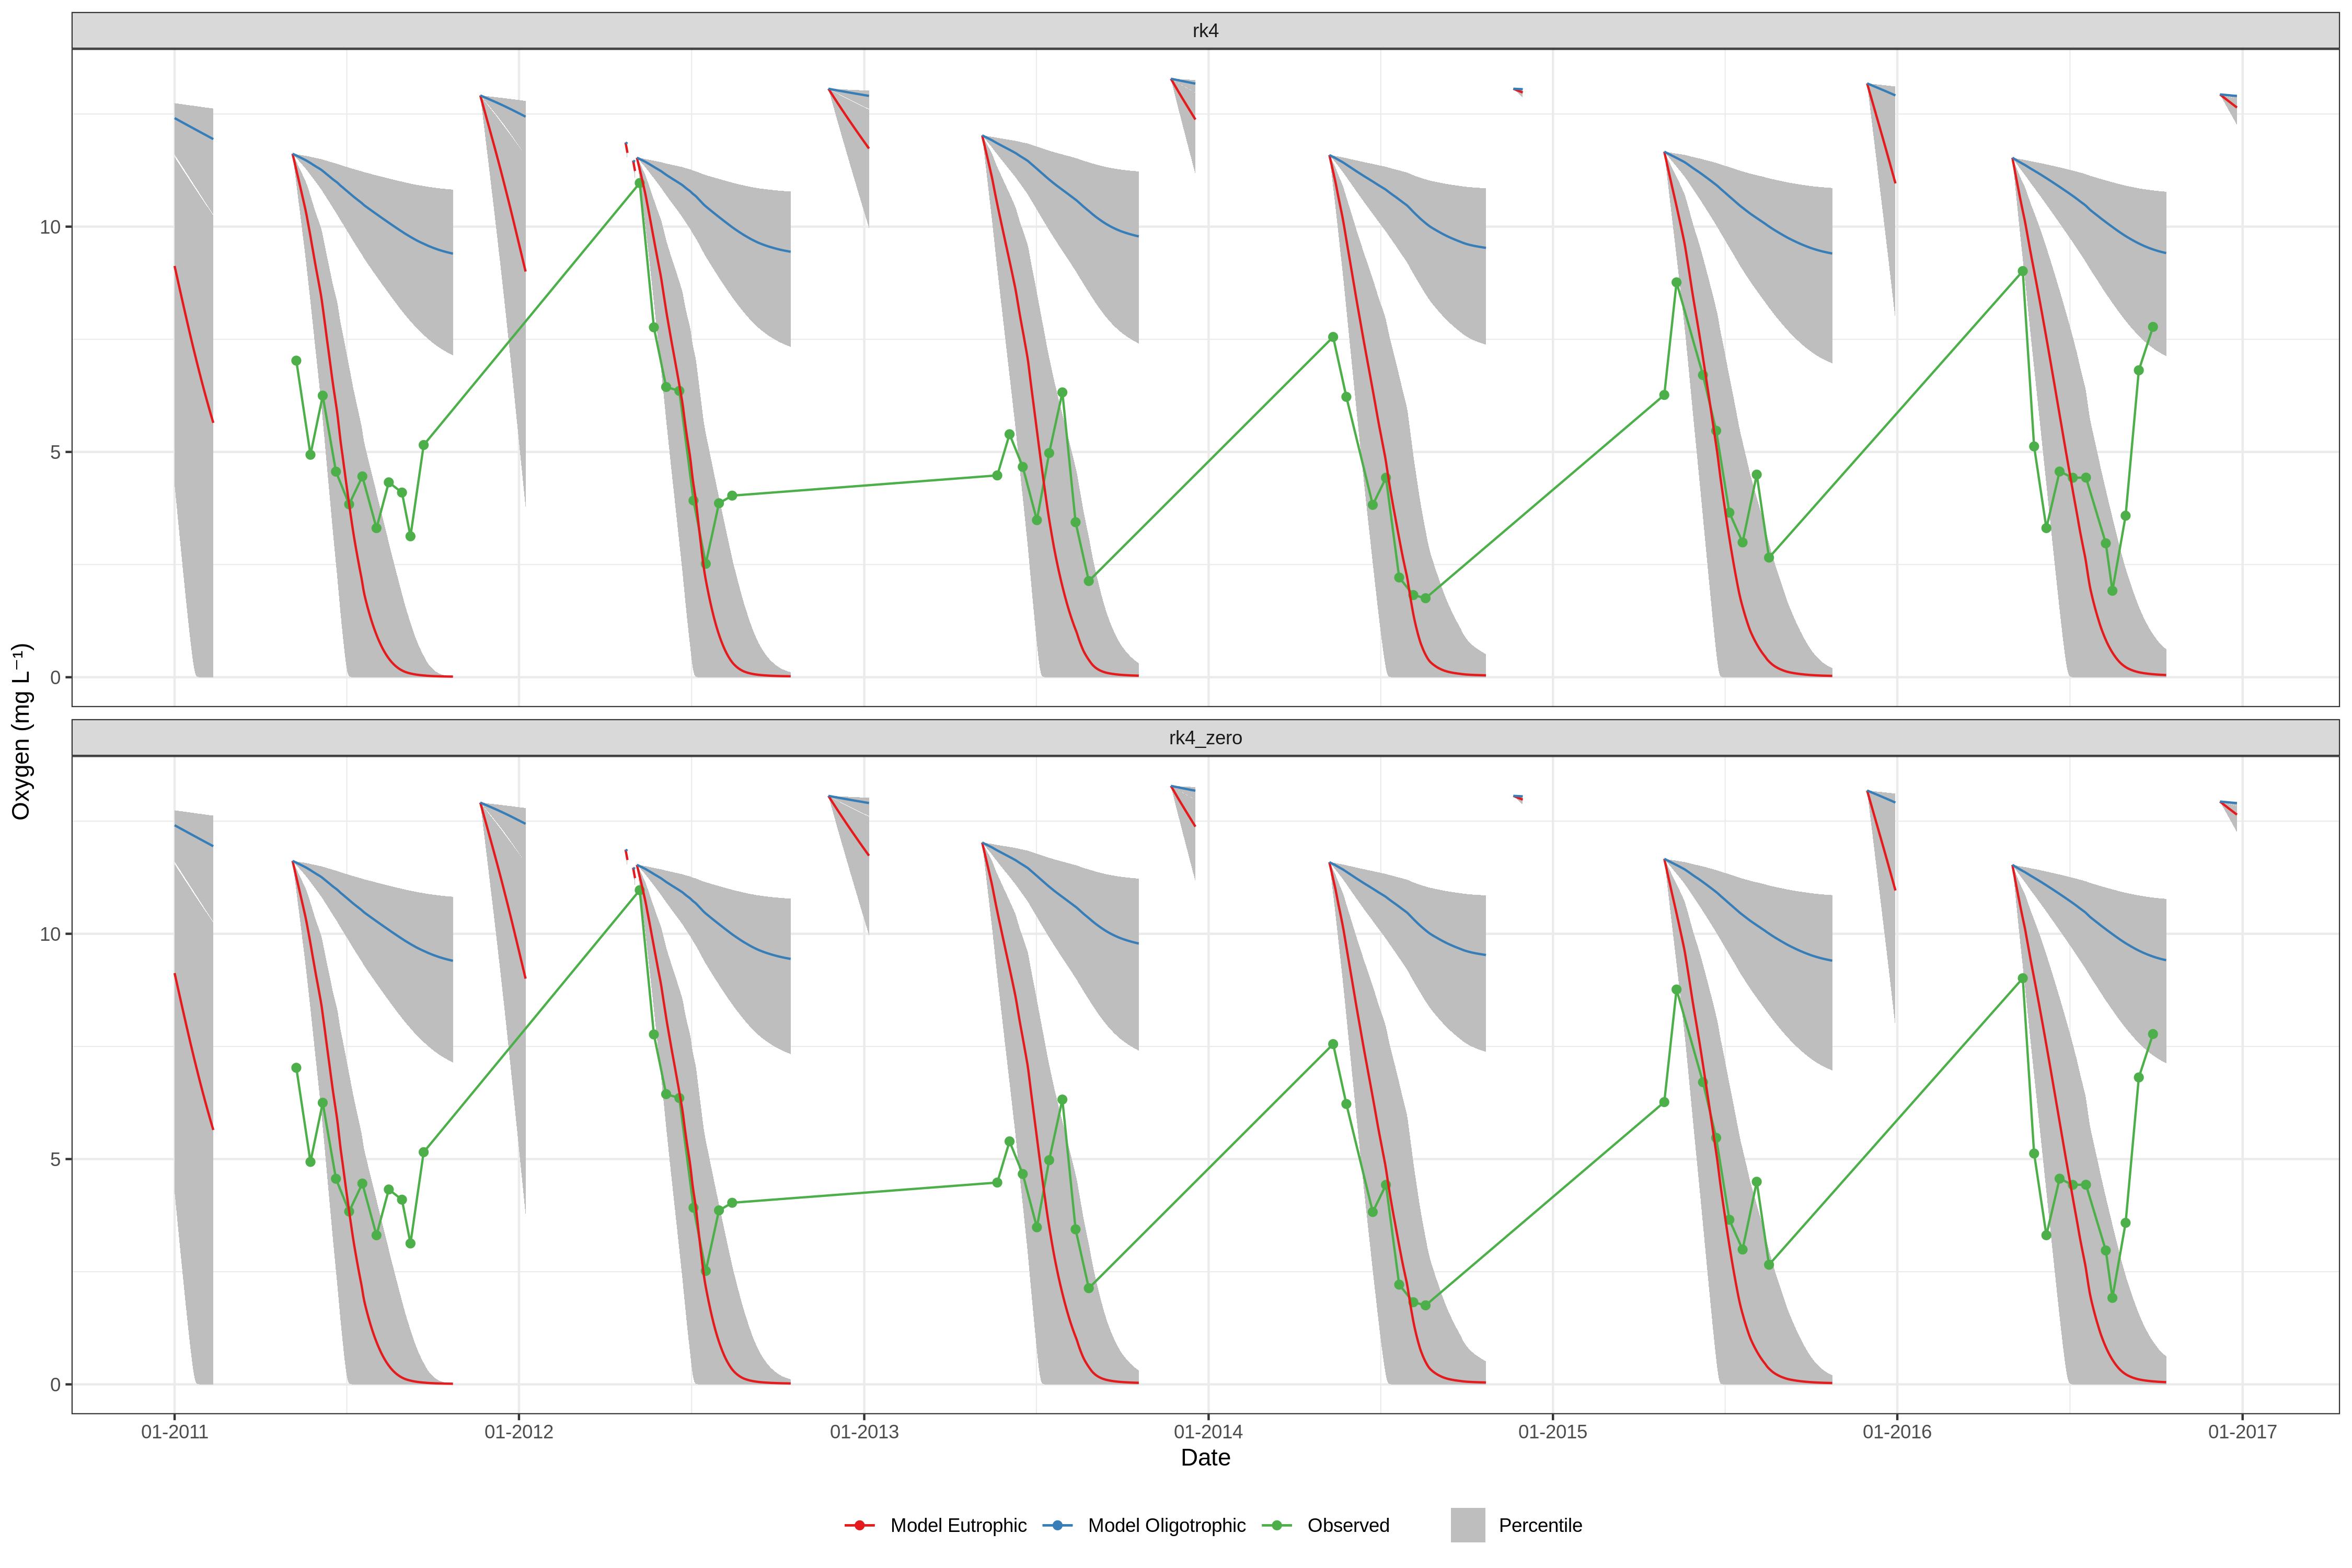 rk4
10
5
0
rk4_zero
10
5
0
Oxygen (mg L⁻¹)
01-2011 01-2012 01-2013 01-2014 01-2015 01-2016 01-2017
Date
Model Eutrophic Model Oligotrophic Observed Percentile